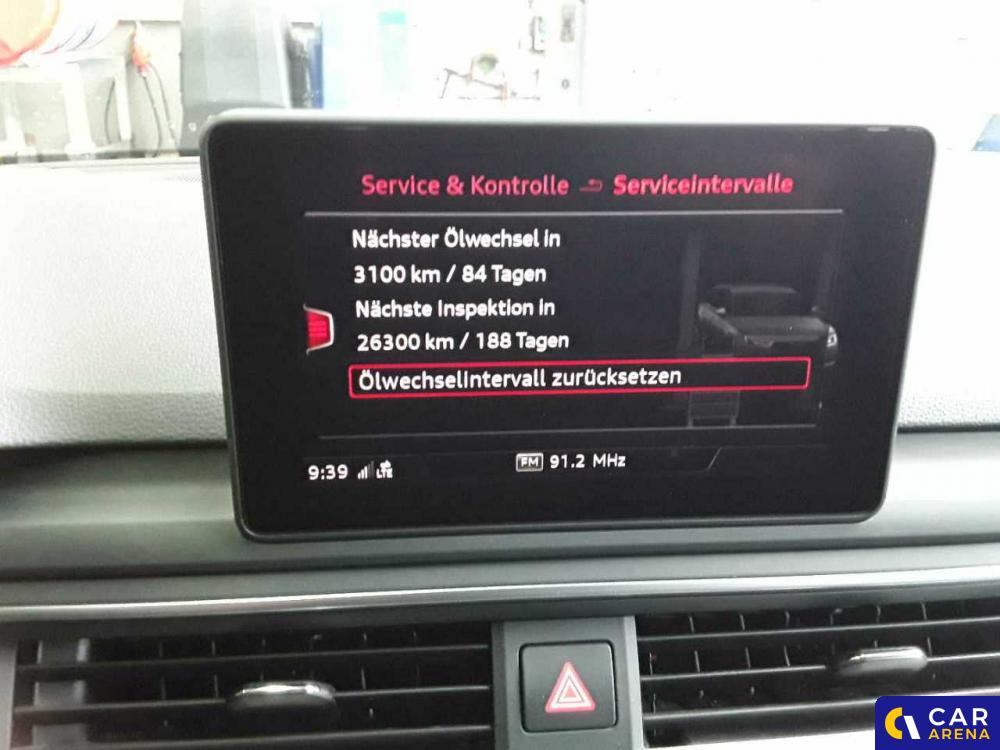 Service & Kontrolle Serviceintervalle
Nächster Ölwechsel in
3100 km / 84 Tagen
Nächste Inspektion in
26300 km / 188 Tagen
Ölwechselintervall zurücksetzen
9:39 LTE FM 91.2 MHz
CAR
ARENA